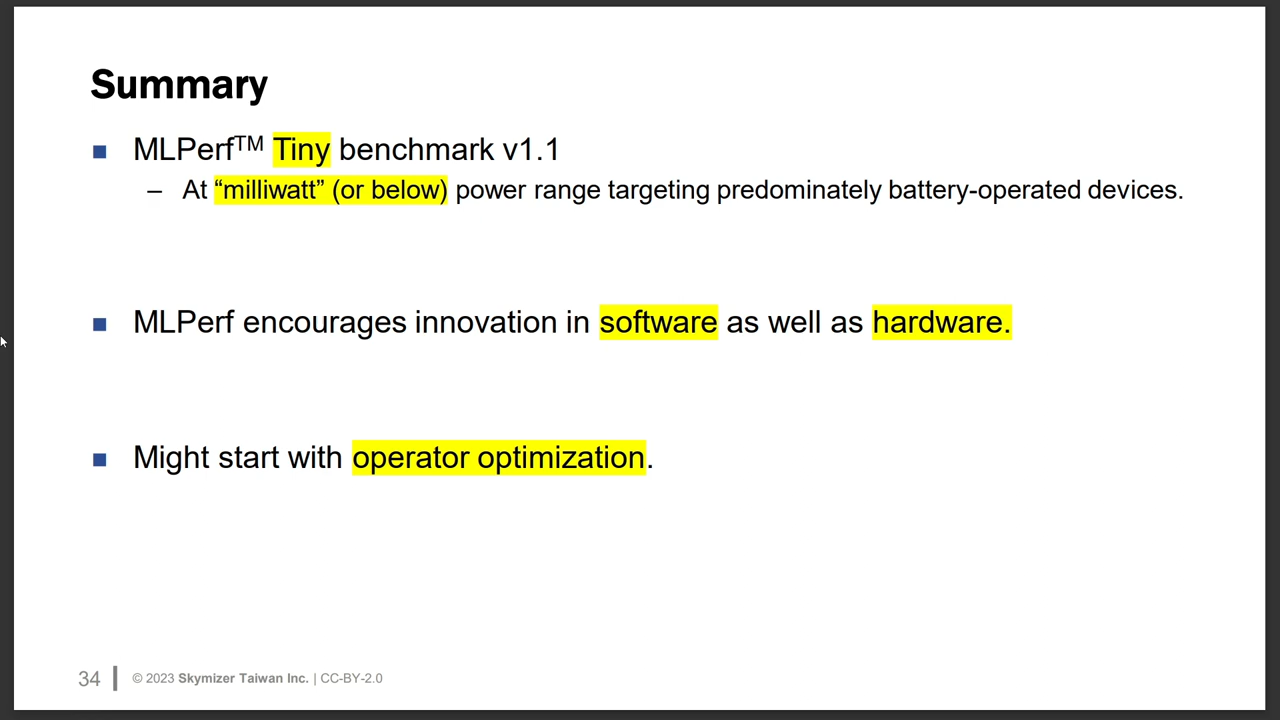 Summary
■ MLPerf™ Tiny benchmark v1.1
– At “milliwatt” (or below) power range targeting predominately battery-operated devices.
■ MLPerf encourages innovation in software as well as hardware.
■ Might start with operator optimization.
34 | © 2023 Skymizer Taiwan Inc. | CC-BY-2.0